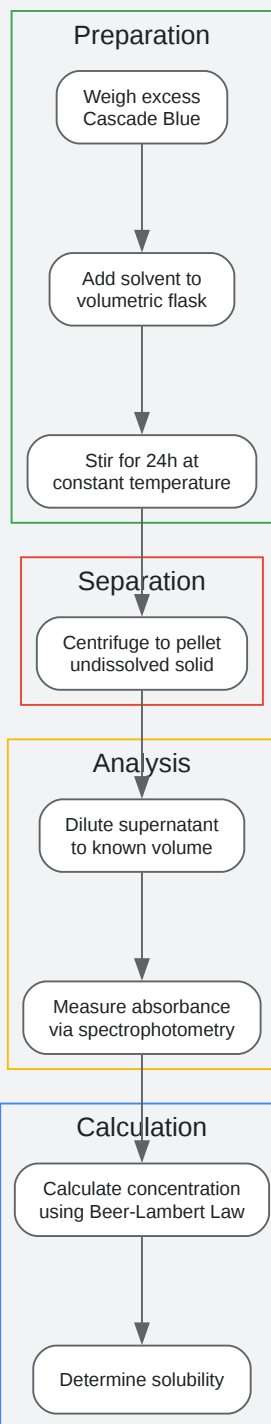 Preparation
Weigh excess
Cascade Blue
Add solvent to
volumetric flask
Stir for 24h at
constant temperature
Separation
Centrifuge to pellet
undissolved solid
Analysis
Dilute supernatant
to known volume
Measure absorbance
via spectrophotometry
Calculation
Calculate concentration
using Beer-Lambert Law
Determine solubility